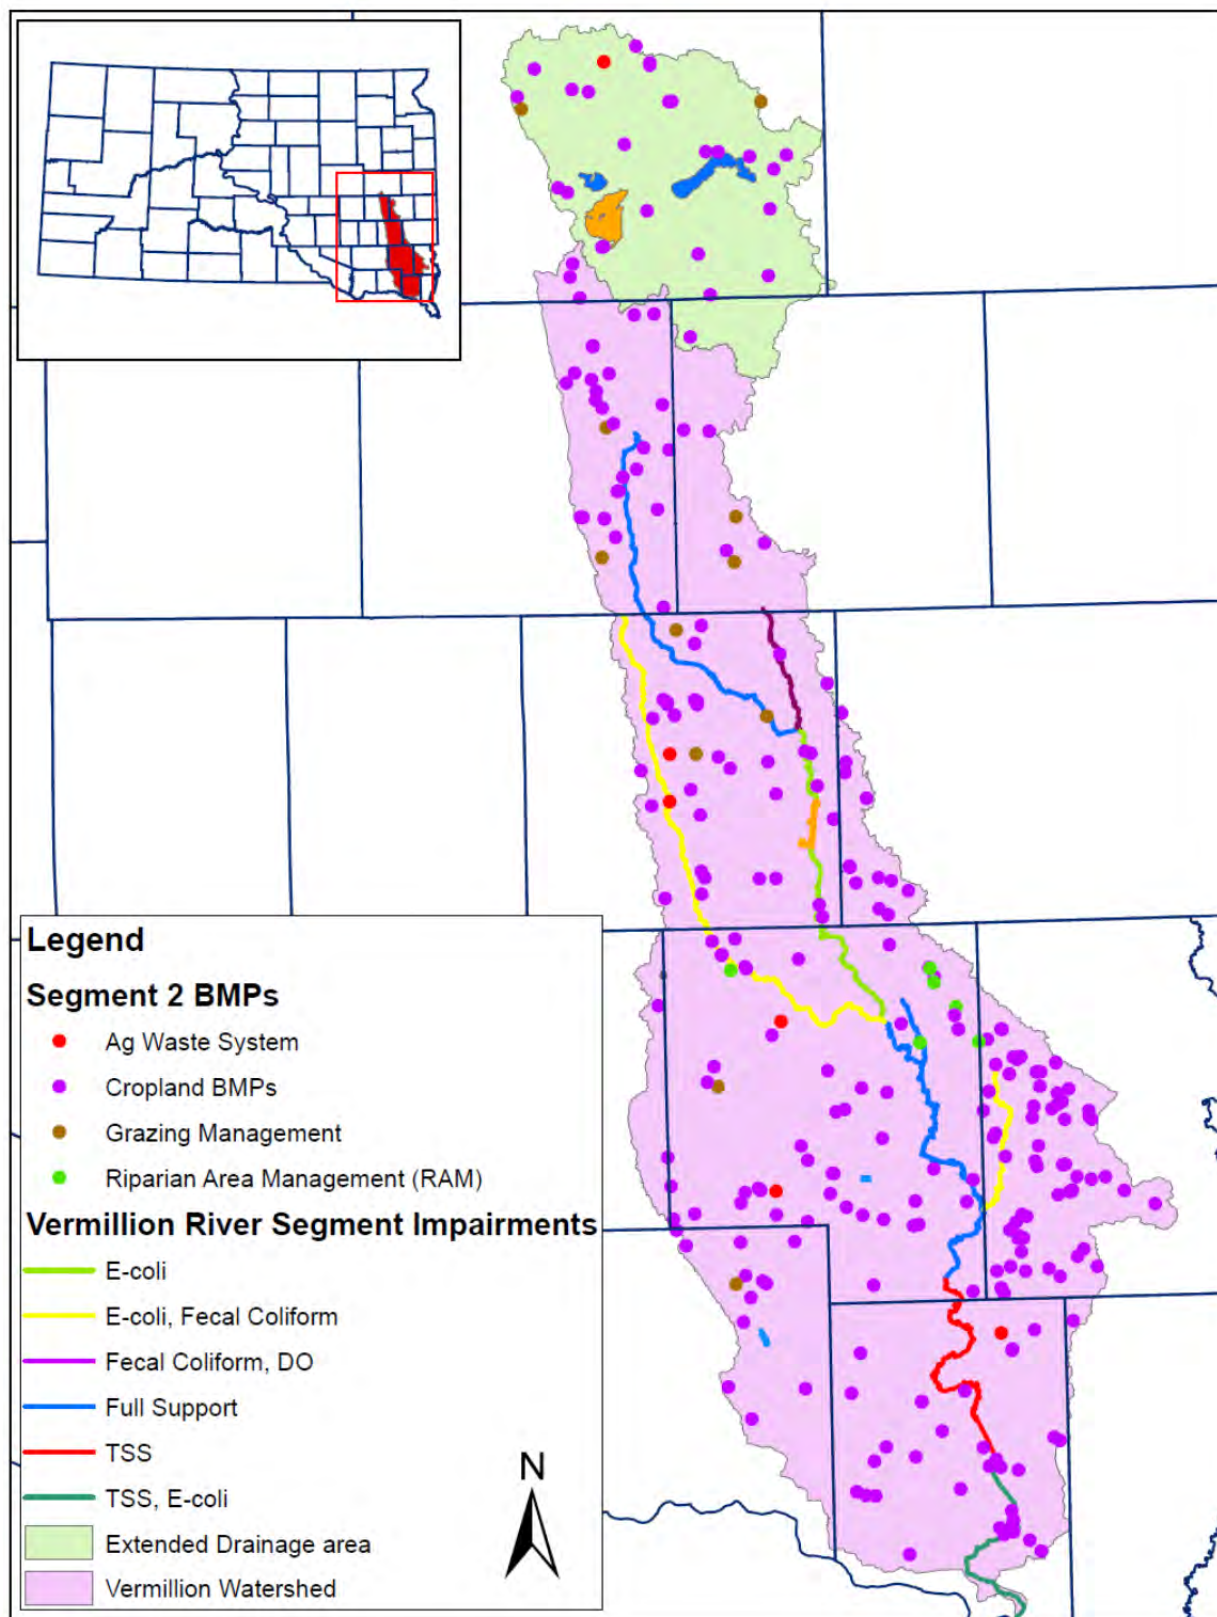 Legend
Segment 2 BMPs
Ag Waste System
Cropland BMPs
Grazing Management
Riparian Area Management (RAM)
Vermillion River Segment Impairments
E-coli
E-coli, Fecal Coliform
Fecal Coliform, DO
Full Support
TSS
TSS, E-coli
Extended Drainage area
Vermillion Watershed
N